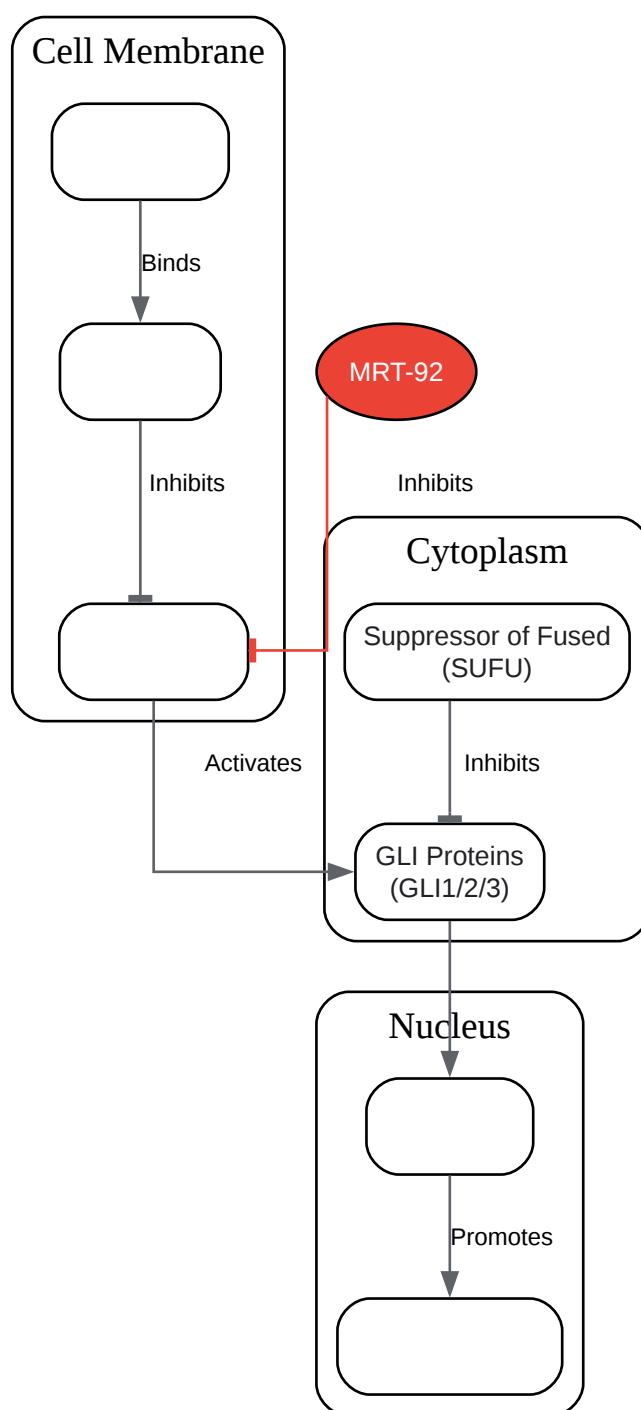 Cell Membrane
Binds
MRT-92
Inhibits
Inhibits
Cytoplasm
Suppressor of Fused
(SUFU)
Activates
Inhibits
GLI Proteins
(GLI1/2/3)
Nucleus
Promotes